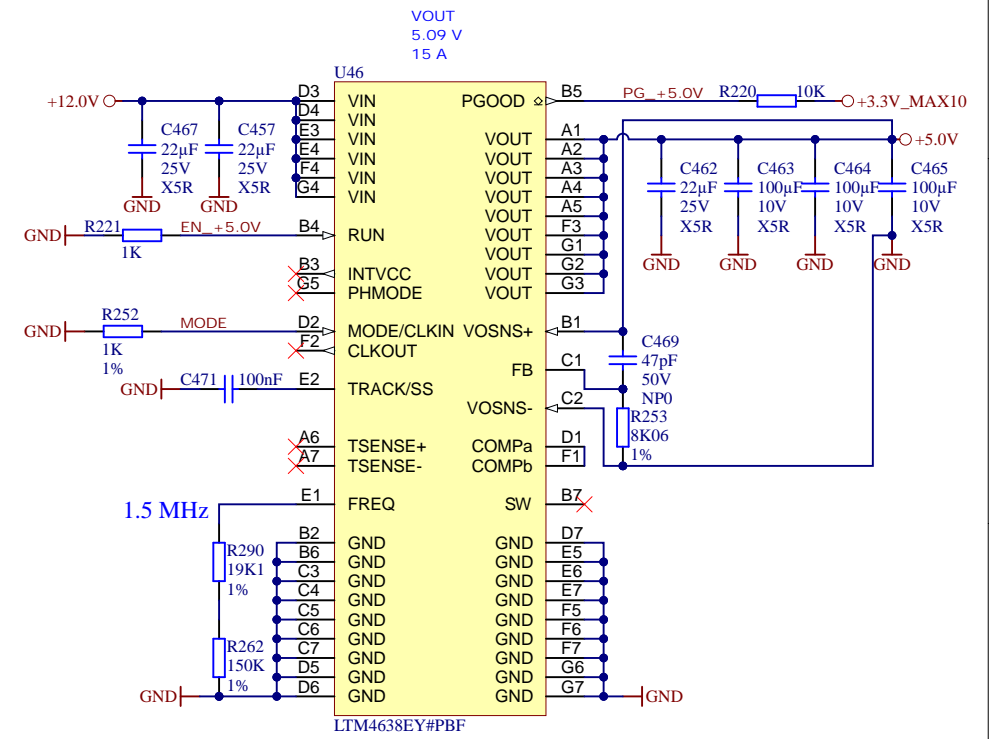 VOUT
5.09 V
15 A
U46
+12.0V
C467
22µF
25V
X5R
GND
C457
22µF
25V
X5R
GND
D3 VIN
D4 VIN
E3 VIN
E4 VIN
F4 VIN
G4 VIN
PGOOD B5
PG_+5.0V
R220 10K
+3.3V_MAX10
VOUT A1
VOUT A2
VOUT A3
VOUT A4
VOUT A5
VOUT F3
VOUT G1
VOUT G2
VOUT G3
+5.0V
C462
22µF
25V
X5R
GND
C463
100µF
10V
X5R
GND
C464
100µF
10V
X5R
GND
C465
100µF
10V
X5R
GND
GND R221 EN_+5.0V B4 RUN
1K
B3 INTVCC
G5 PHMODE
GND R252 MODE D2 MODE/CLKIN
1K
1%
F2 CLKOUT
GND C471 100nF E2 TRACK/SS
VOSNS+ B1
C469
47pF
50V
NP0
FB C1
VOSNS- C2
R253
8K06
1%
A6 TSENSE+
A7 TSENSE-
COMPa D1
COMPb F1
1.5 MHz
E1 FREQ
SW B7
R290
19K1
1%
R262
150K
1%
GND
B2 GND
B6 GND
C3 GND
C4 GND
C5 GND
C6 GND
C7 GND
D5 GND
D6 GND
GND D7
GND E5
GND E6
GND E7
GND F5
GND F6
GND F7
GND G6
GND G7
GND
LTM4638EY#PBF